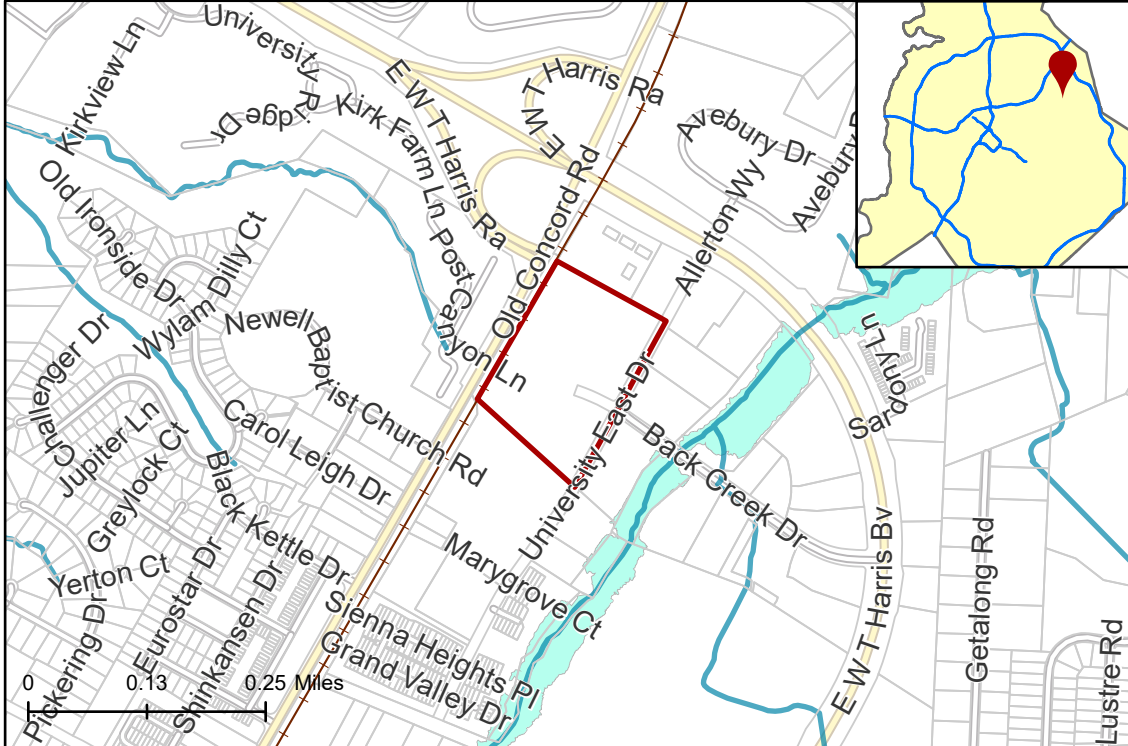 University Ridge Dr
Kirkview Ln
E W T Harris Ra
E W T Harris Ra
Kirk Farm Ln
Avebury Dr
Avebury
Old Concord Rd
Allerton Wy
Old Ironside Dr
Wylam Dilly Ct
Post Canyon Ln
Newell Baptist Church Rd
Challenger Dr
Sardony Ln
Jupiter Ln
Carol Leigh Dr
University East Dr
Greylock Ct
Back Creek Dr
Black Kettle Dr
Yerton Ct
Marygrove Ct
Eurostar Dr
Shinkansen Dr
Sienna Heights Pl
Grand Valley Dr
Pickering Dr
E W T Harris Bv
Getalong Rd
Lustre Rd
0 0.13 0.25 Miles